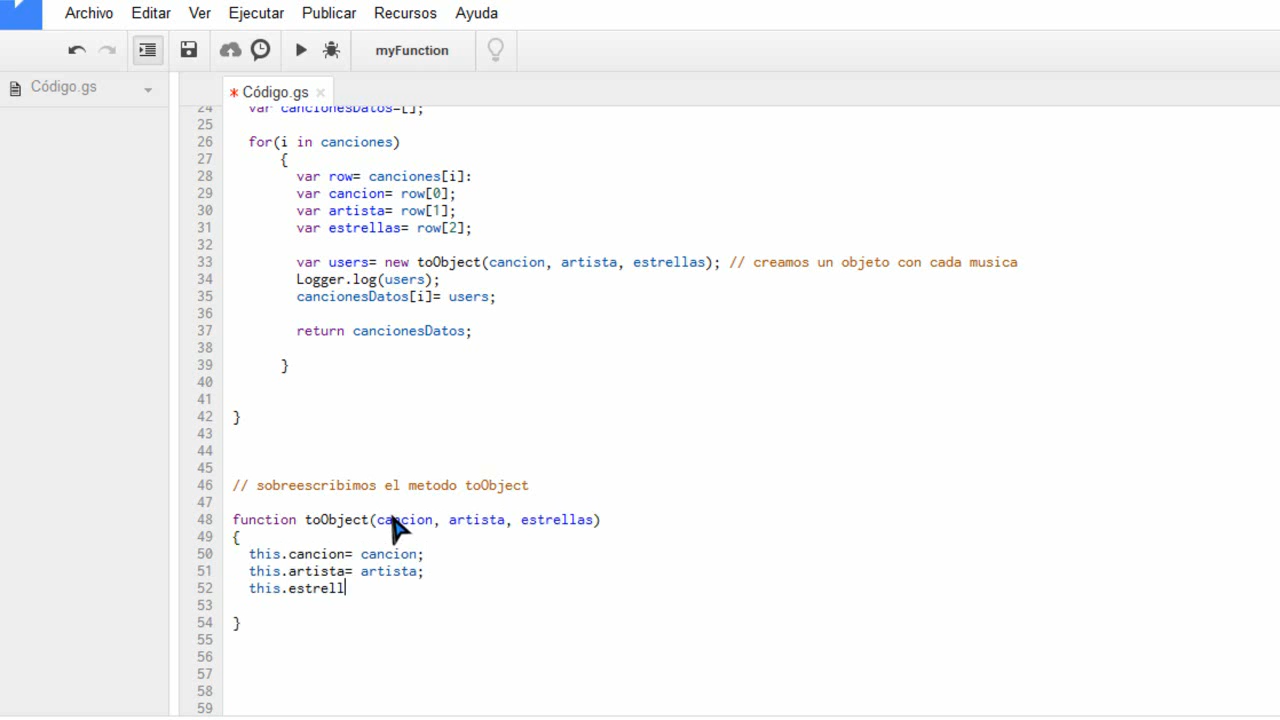 Archivo Editar Ver Ejecutar Publicar Recursos Ayuda
myFunction
Código.gs
* Código.gs ×
24 var cancionesDatos=[];
25
26 for(i in canciones)
27 {
28 var row= canciones[i]:
29 var cancion= row[0];
30 var artista= row[1];
31 var estrellas= row[2];
32
33 var users= new toObject(cancion, artista, estrellas); // creamos un objeto con cada musica
34 Logger.log(users);
35 cancionesDatos[i]= users;
36
37 return cancionesDatos;
38
39 }
40
41
42 }
43
44
45
46 // sobreescribimos el metodo toObject
47
48 function toObject(cancion, artista, estrellas)
49 {
50 this.cancion= cancion;
51 this.artista= artista;
52 this.estrell
53
54 }
55
56
57
58
59